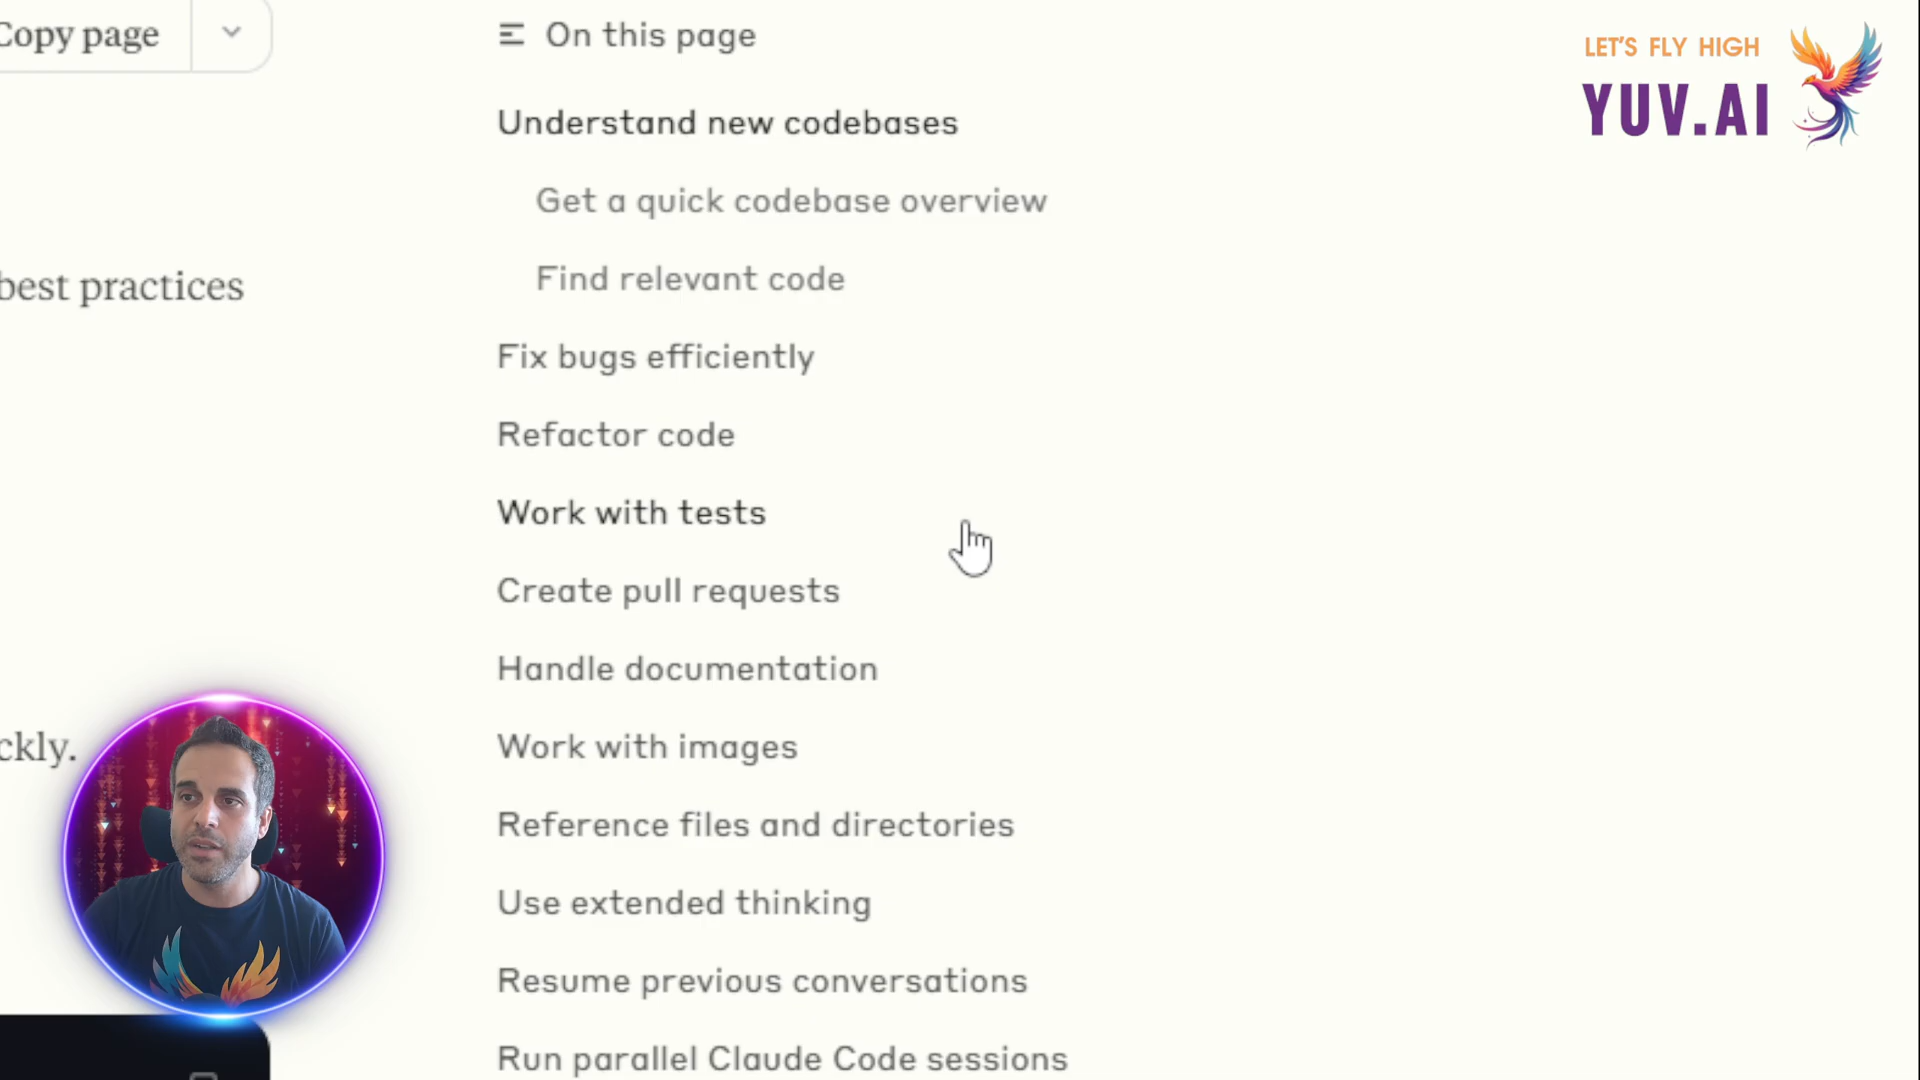 Copy page
On this page
LET'S FLY HIGH
YUV.AI
Understand new codebases
Get a quick codebase overview
Find relevant code
best practices
Fix bugs efficiently
Refactor code
Work with tests
Create pull requests
Handle documentation
ckly.
Work with images
Reference files and directories
Use extended thinking
Resume previous conversations
Run parallel Claude Code sessions